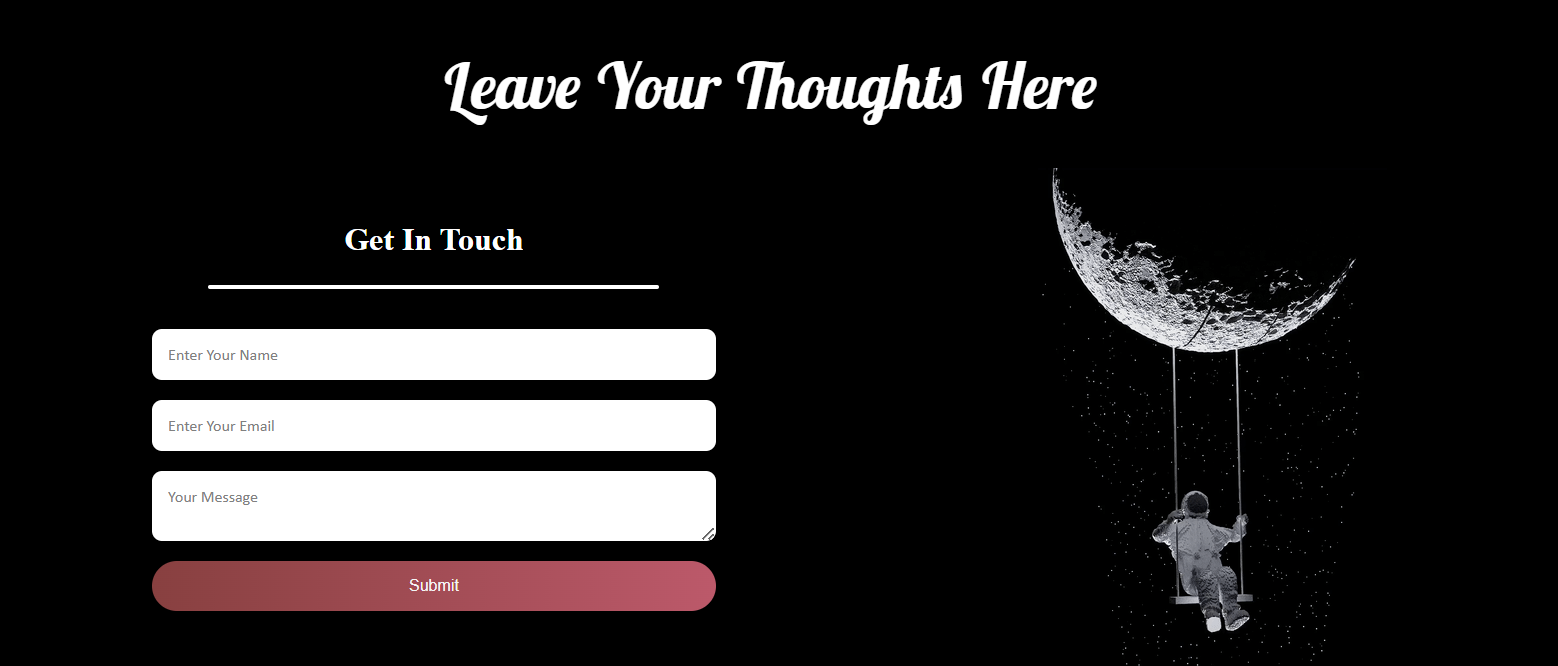 Leave Your Thoughts Here
Get In Touch
Enter Your Name
Enter Your Email
Your Message
Submit